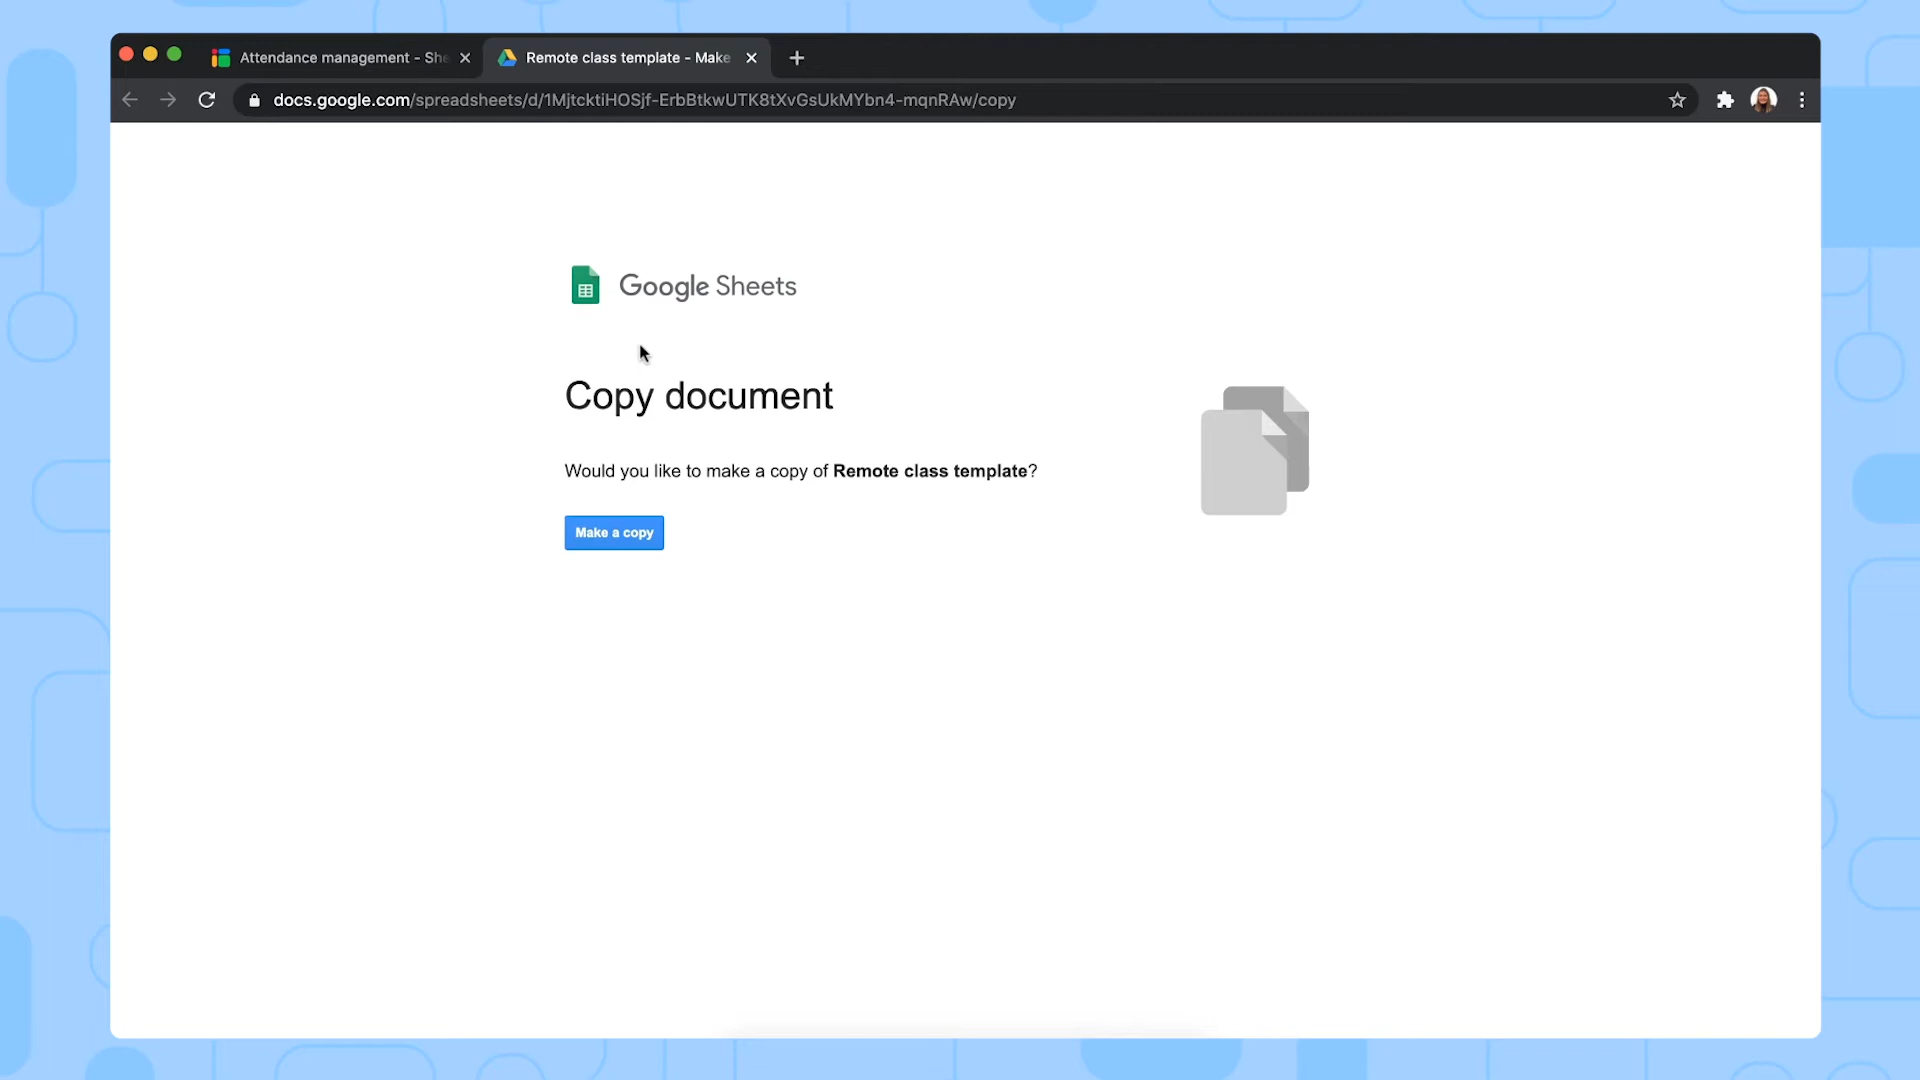 Attendance management - She
Remote class template - Make
docs.google.com/spreadsheets/d/1MjtcktiHOSjf-ErbBtkwUTK8tXvGsUkMYbn4-mqnRAw/copy
Google Sheets
Copy document
Would you like to make a copy of Remote class template?
Make a copy